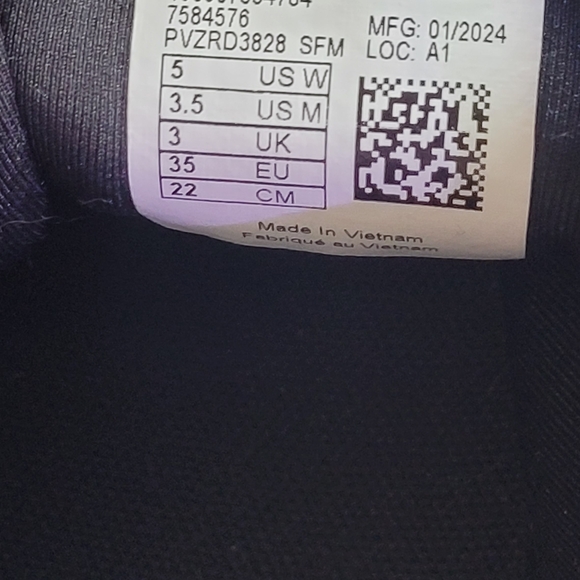 7584576
PVZRD3828 SFM
MFG: 01/2024
LOC: A1
5 US W
3.5 US M
3 UK
35 EU
22 CM
Made In Vietnam
Fabriqué au Vietnam